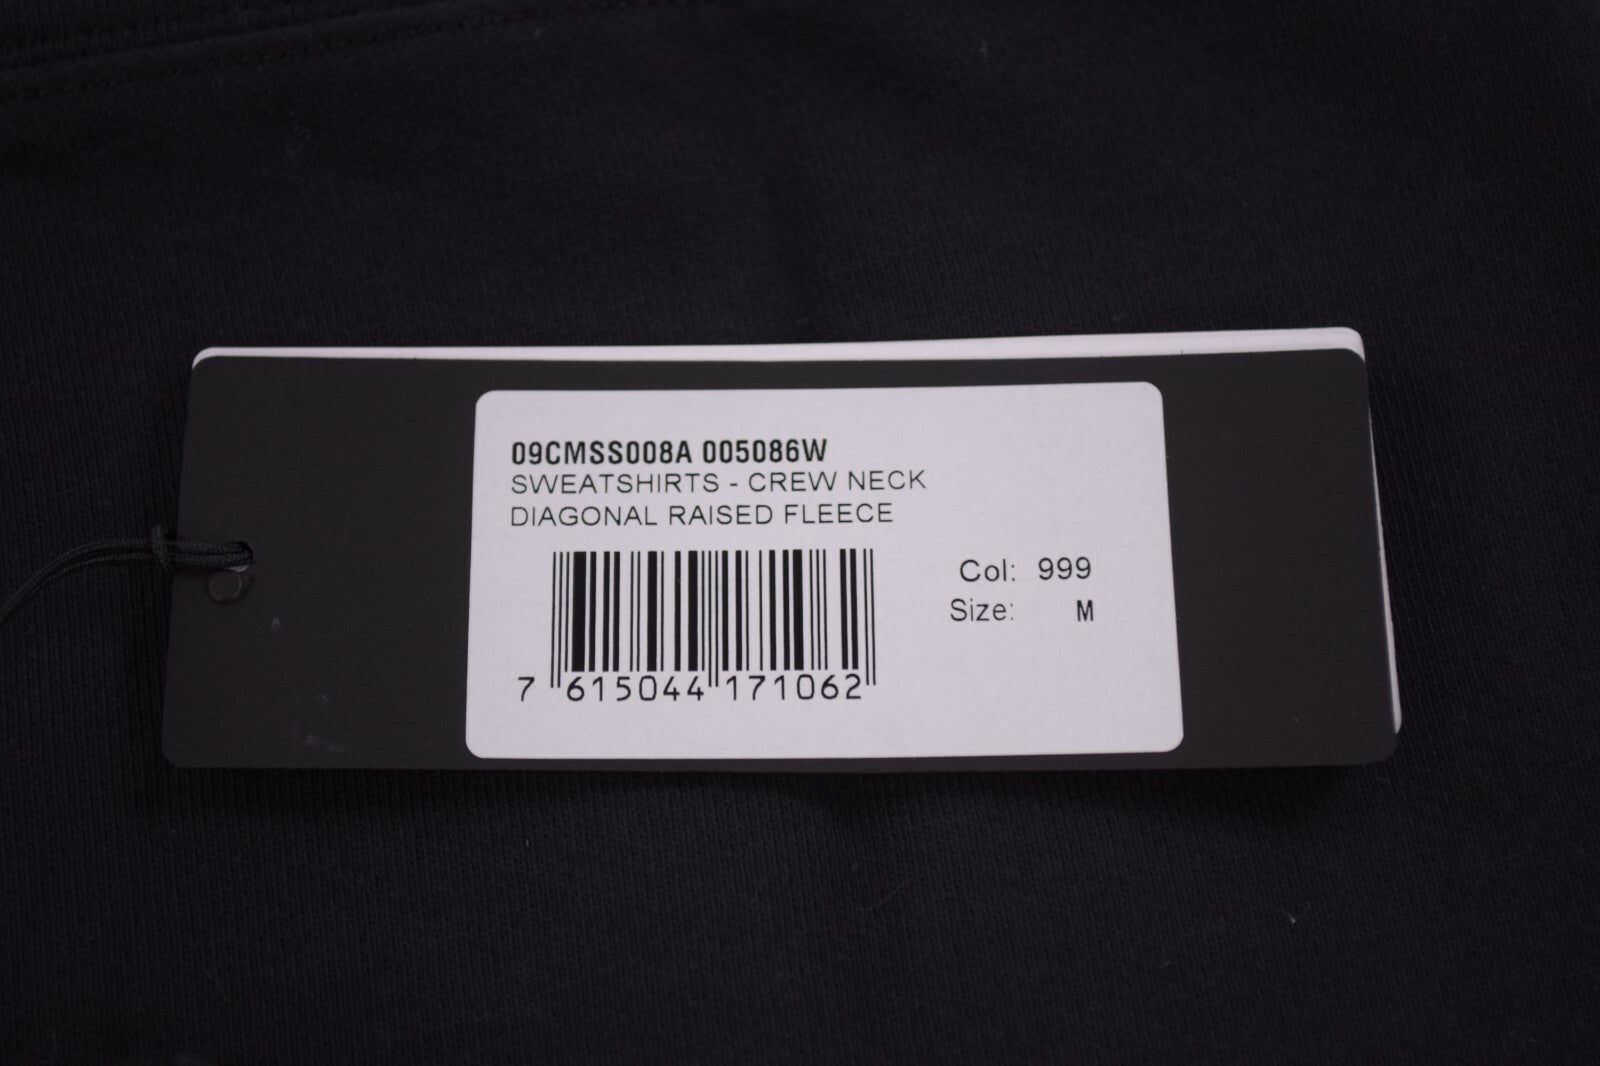 09CMSS008A 005086W
SWEATSHIRTS - CREW NECK
DIAGONAL RAISED FLEECE
Col: 999
Size: M
7 615044 171062